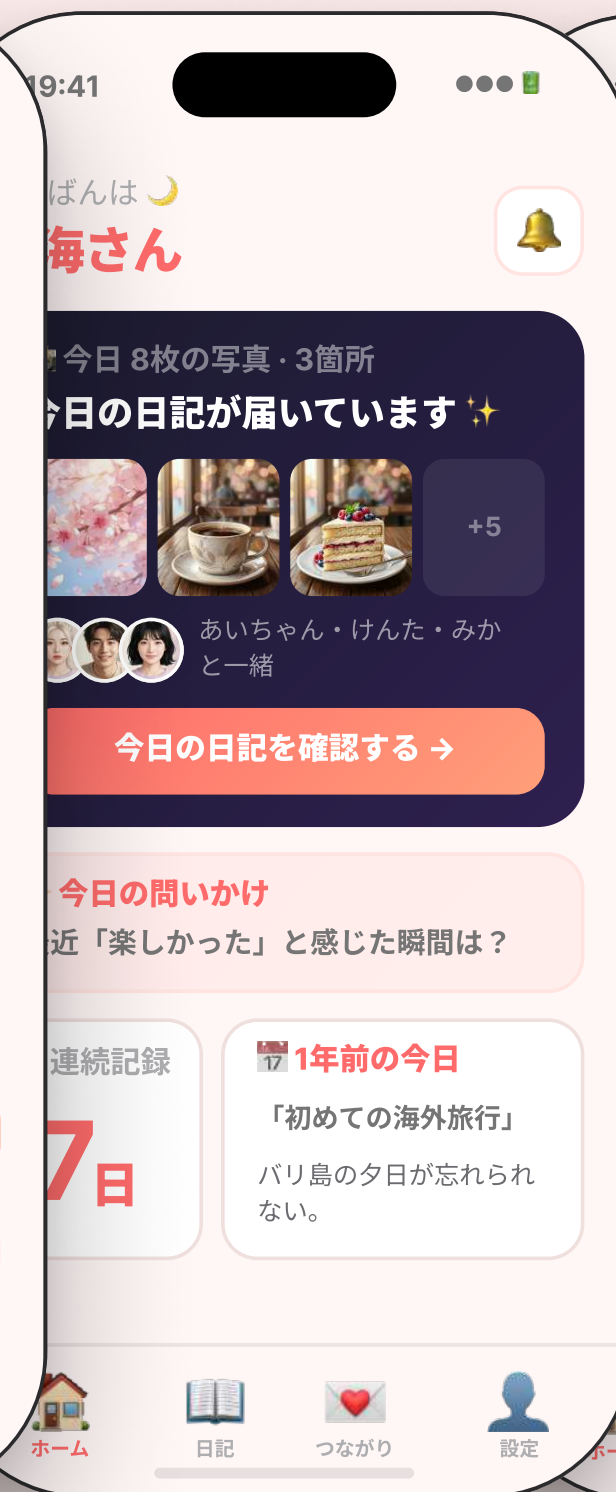 19:41
ばんは
海さん
今日 8枚の写真 · 3箇所
今日の日記が届いています
+5
あいちゃん・けんた・みか
と一緒
今日の日記を確認する →
今日の問いかけ
最近「楽しかった」と感じた瞬間は？
連続記録
7日
17 1年前の今日
「初めての海外旅行」
バリ島の夕日が忘れられ
ない。
ホーム
日記
つながり
設定